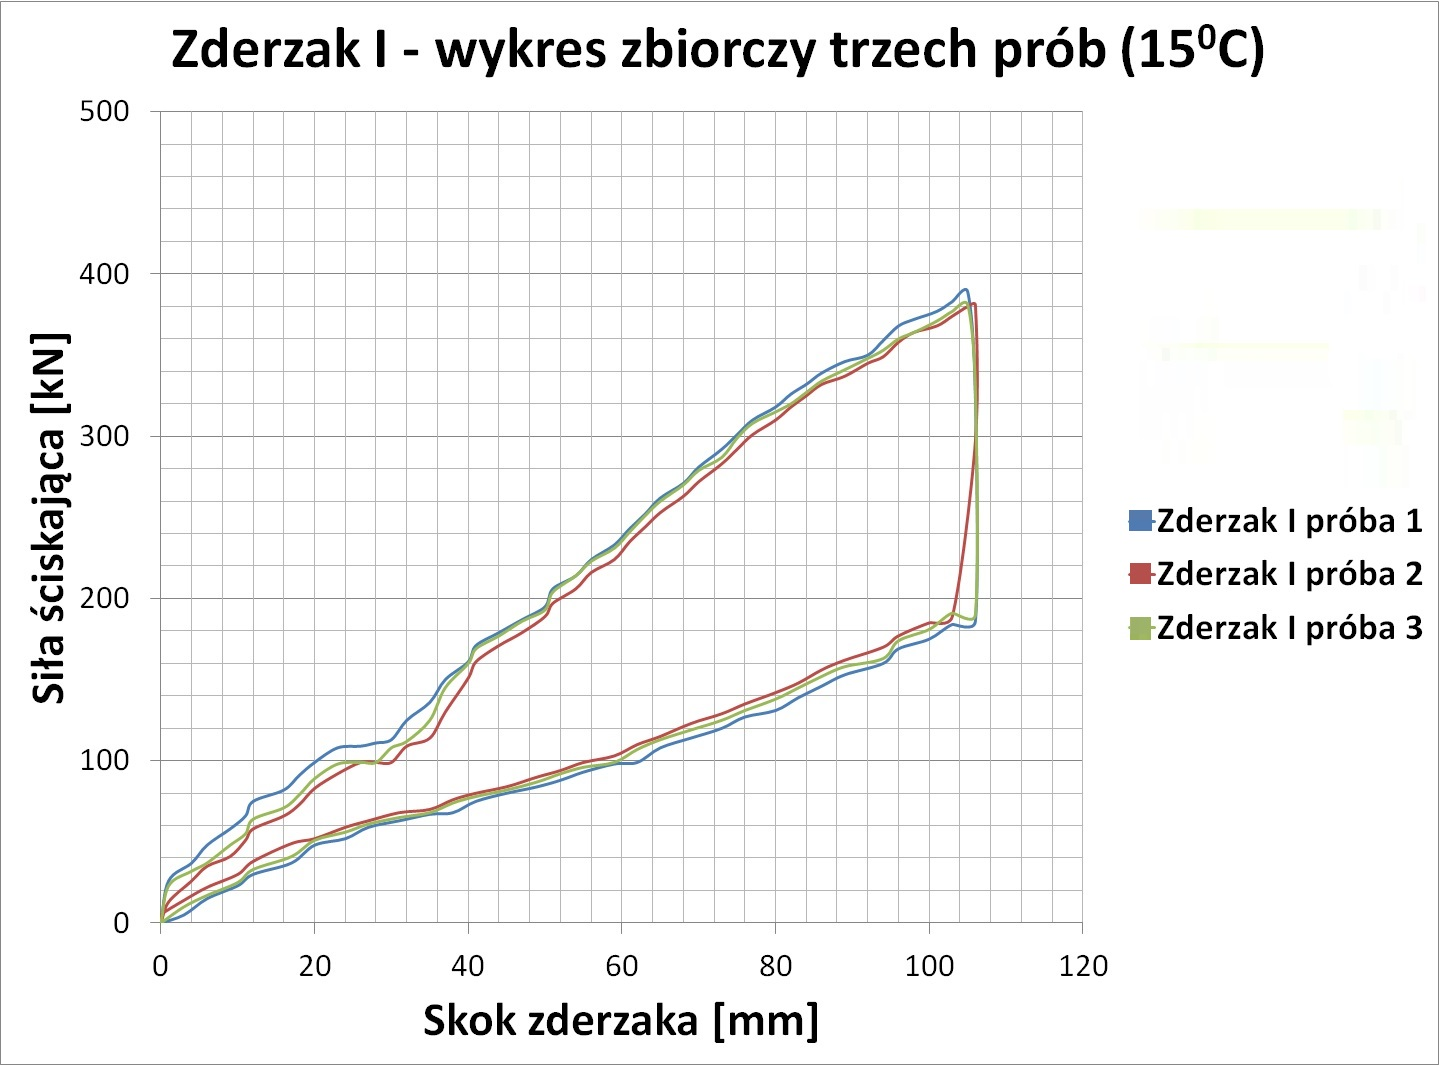 Zderzak I - wykres zbiorczy trzech prób (15⁰C)
500
400
300
200
100
0
0 20 40 60 80 100 120
Siła ściskająca [kN]
Skok zderzaka [mm]
Zderzak I próba 1
Zderzak I próba 2
Zderzak I próba 3